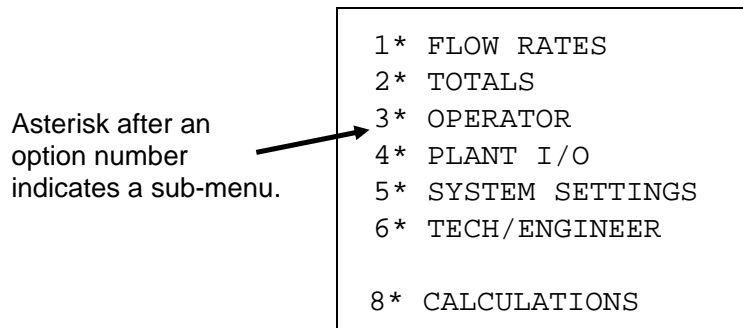 Asterisk after an
option number
indicates a sub-menu.
1* FLOW RATES
2* TOTALS
3* OPERATOR
4* PLANT I/O
5* SYSTEM SETTINGS
6* TECH/ENGINEER
8* CALCULATIONS